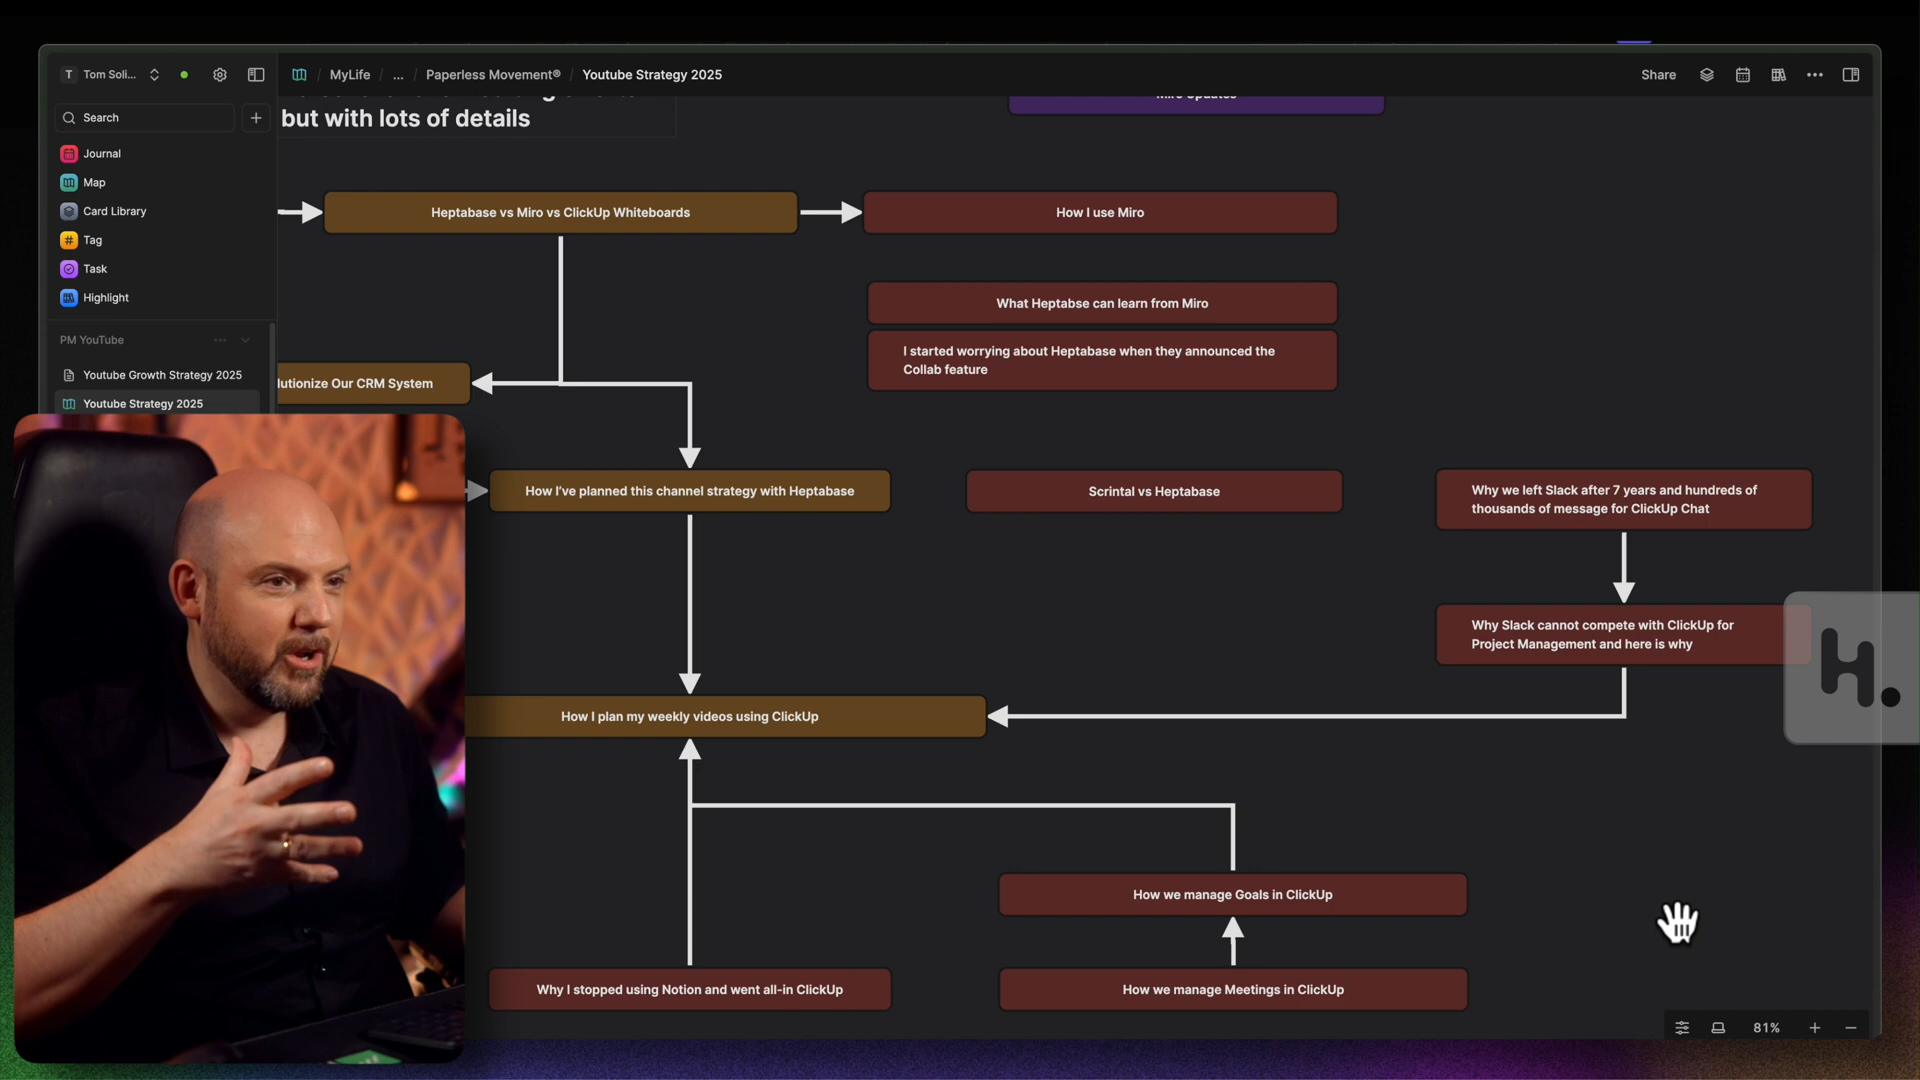 T Tom Soli...
MyLife / ... / Paperless Movement® / Youtube Strategy 2025
Share
Search
Journal
Map
Card Library
Tag
Task
Highlight
PM YouTube
Youtube Growth Strategy 2025
Youtube Strategy 2025
but with lots of details
Miro Updates
Heptabase vs Miro vs ClickUp Whiteboards
How I use Miro
What Heptabse can learn from Miro
I started worrying about Heptabase when they announced the
Collab feature
lutionize Our CRM System
How I've planned this channel strategy with Heptabase
Scrintal vs Heptabase
Why we left Slack after 7 years and hundreds of
thousands of message for ClickUp Chat
Why Slack cannot compete with ClickUp for
Project Management and here is why
How I plan my weekly videos using ClickUp
How we manage Goals in ClickUp
Why I stopped using Notion and went all-in ClickUp
How we manage Meetings in ClickUp
81%